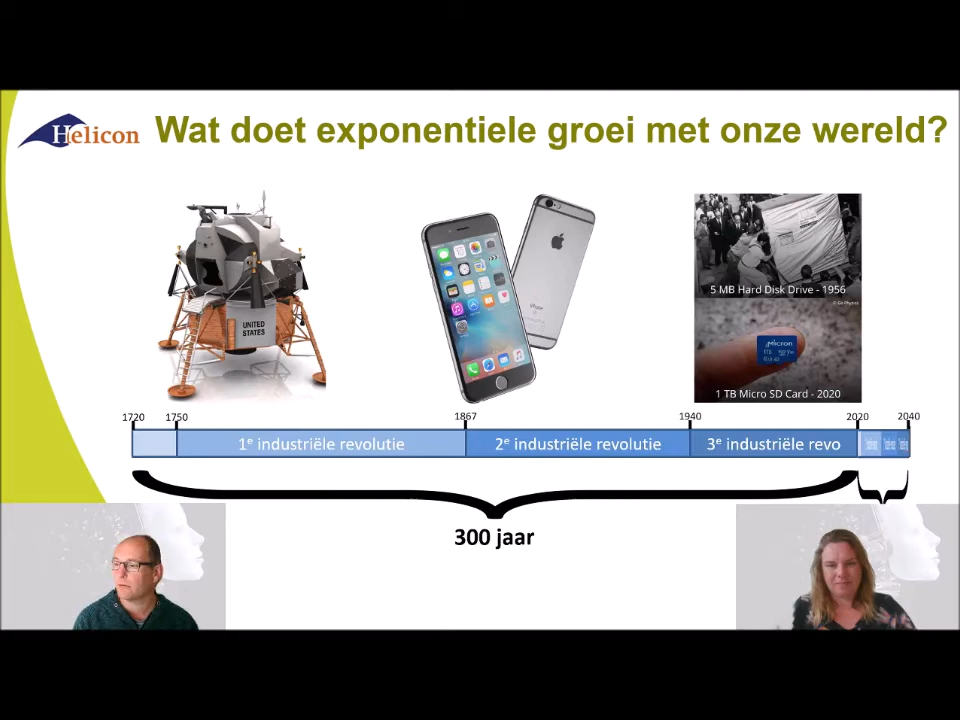 Helicon
Wat doet exponentiele groei met onze wereld?
UNITED
STATES
iPhone
5 MB Hard Disk Drive - 1956
Micron
1 TB Micro SD Card - 2020
1720 1750 1867 1940 2020 2040
1e industriële revolutie 2e industriële revolutie 3e industriële revo
300 jaar